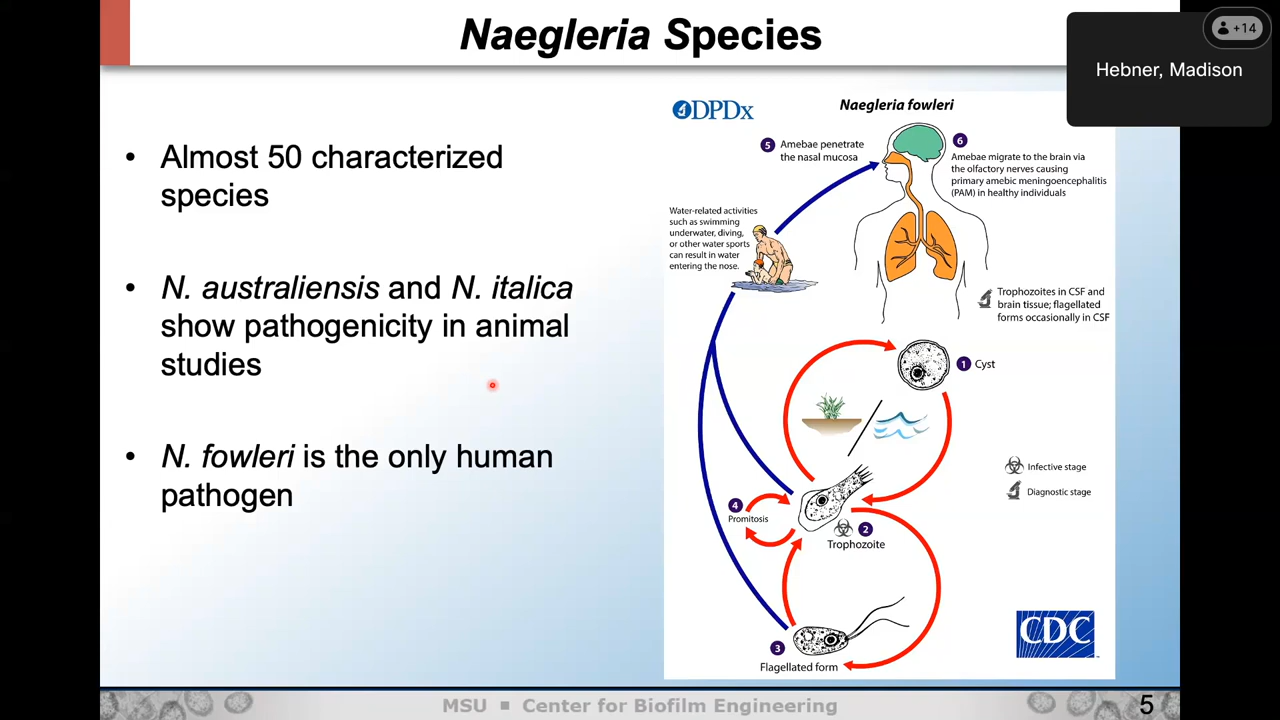 Naegleria Species
+14
Hebner, Madison
• Almost 50 characterized
species
• N. australiensis and N. italica
show pathogenicity in animal
studies
• N. fowleri is the only human
pathogen
DPDx
Naegleria fowleri
5 Amebae penetrate
the nasal mucosa
6
Amebae migrate to the brain via
the olfactory nerves causing
primary amebic meningoencephalitis
(PAM) in healthy individuals
Water-related activities
such as swimming
underwater, diving,
or other water sports
can result in water
entering the nose.
Trophozoites in CSF and
brain tissue; flagellated
forms occasionally in CSF
1 Cyst
Infective stage
Diagnostic stage
4
Promitosis
2
Trophozoite
3
Flagellated form
CDC
MSU ■ Center for Biofilm Engineering
5